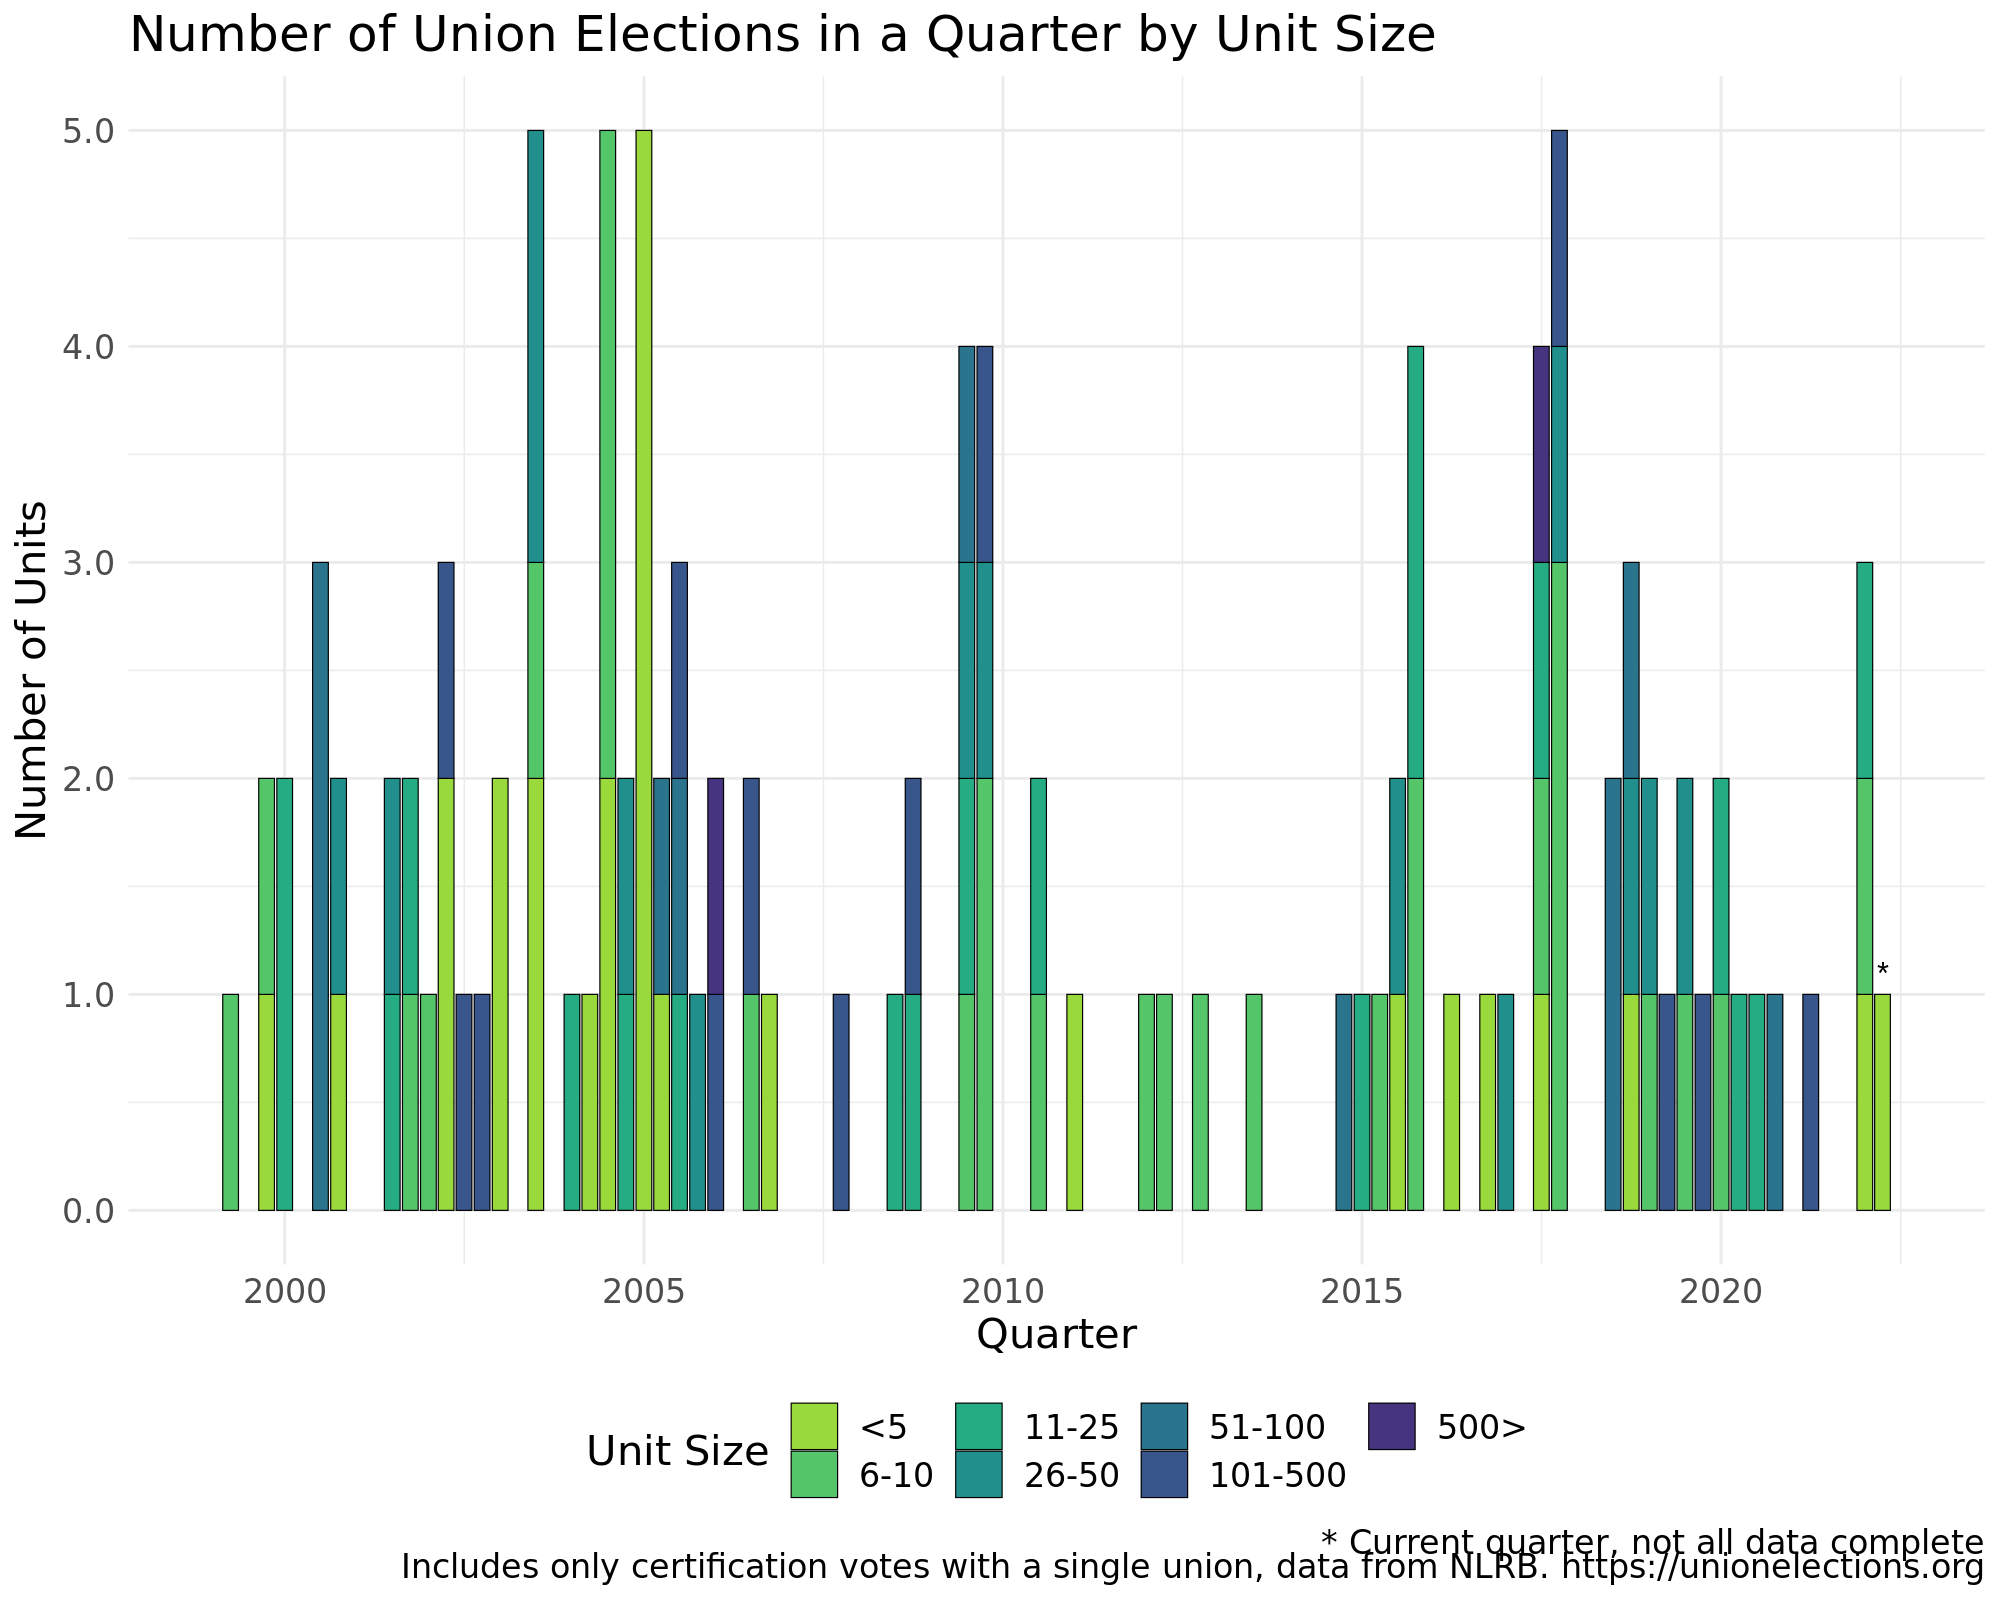 Number of Union Elections in a Quarter by Unit Size
Number of Units
5.0
4.0
3.0
2.0
1.0
0.0
*
2000 2005 2010 2015 2020
Quarter
Unit Size
<5 11-25 51-100 500>
6-10 26-50 101-500
* Current quarter, not all data complete
Includes only certification votes with a single union, data from NLRB. https://unionelections.org